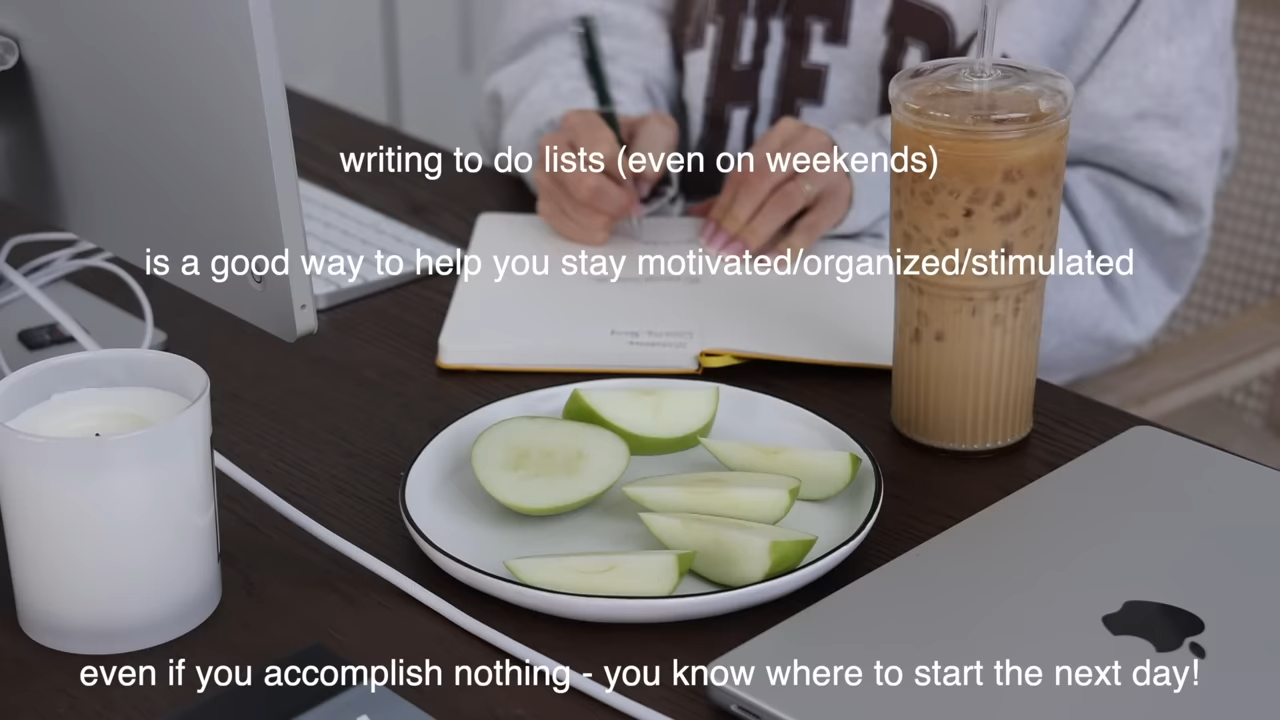 THE
writing to do lists (even on weekends)
is a good way to help you stay motivated/organized/stimulated
even if you accomplish nothing - you know where to start the next day!